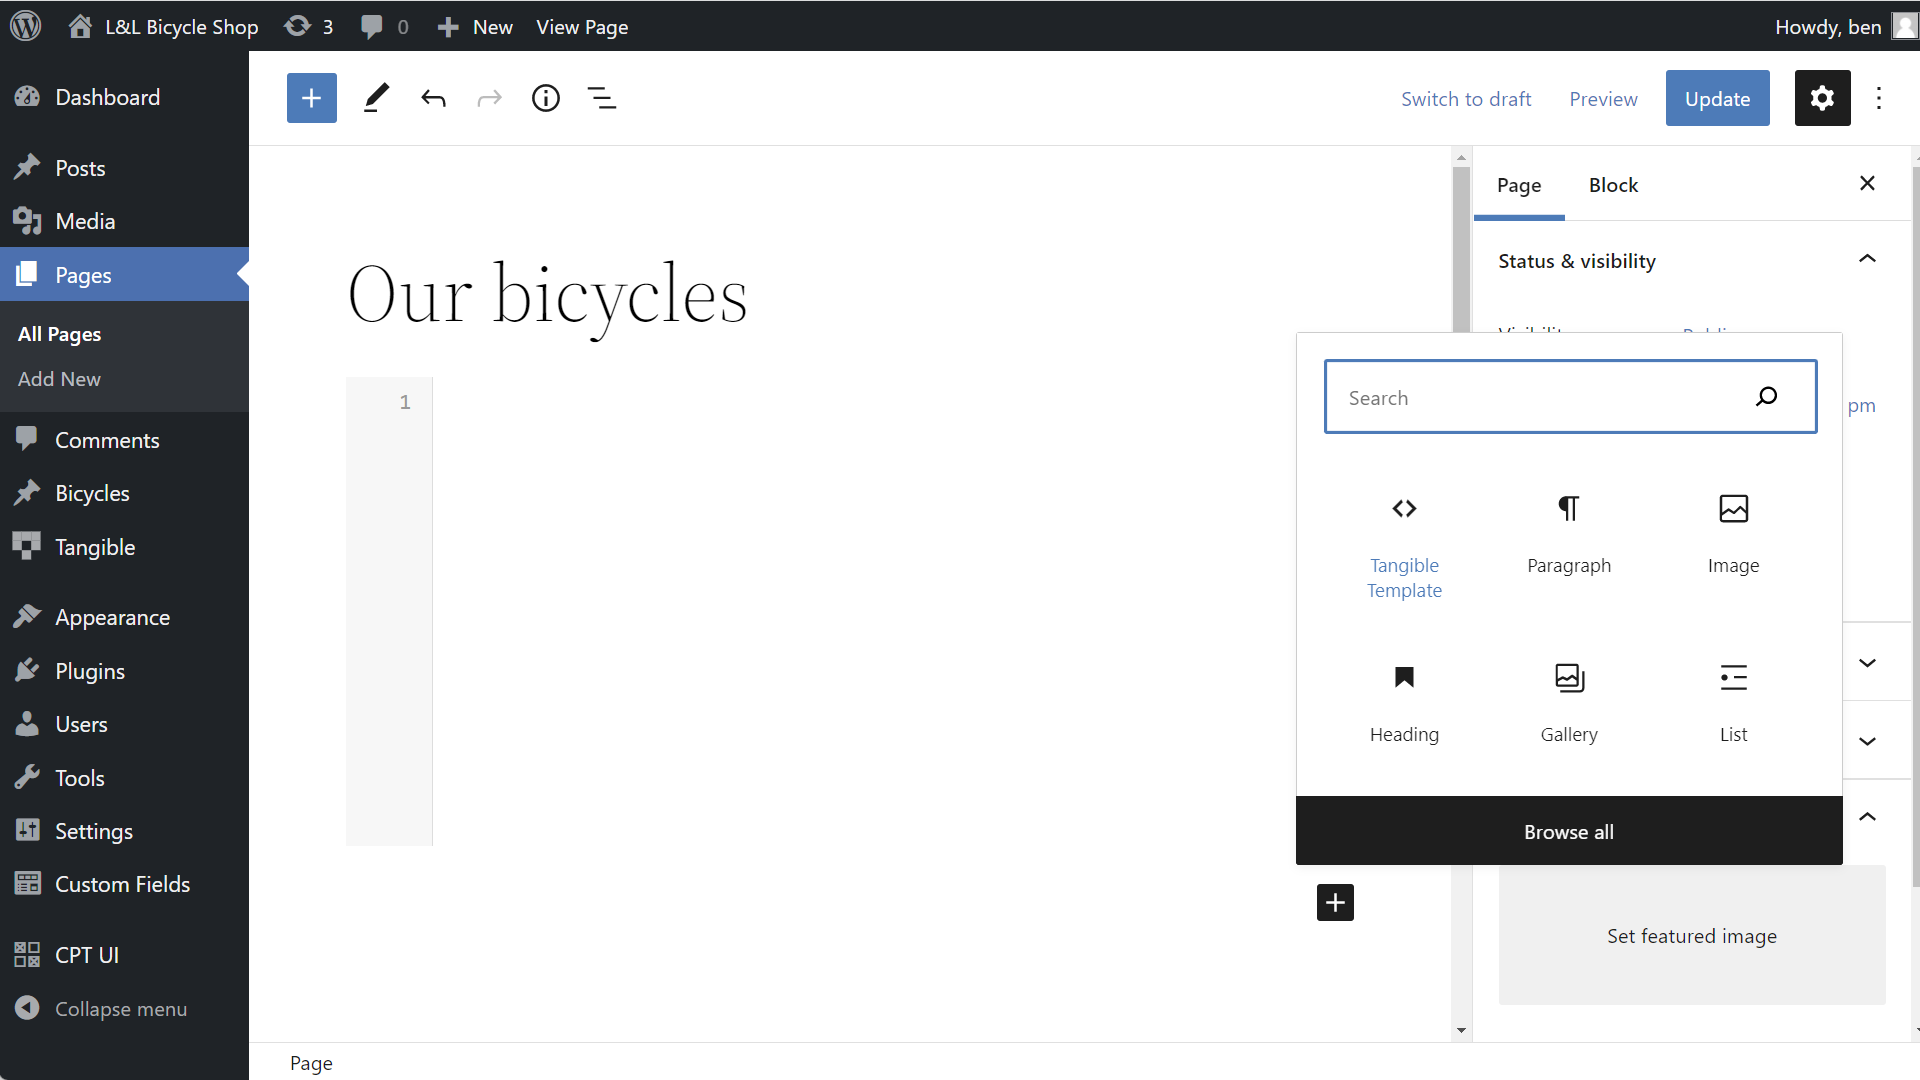 L&L Bicycle Shop 3 0 New View Page Howdy, ben
Dashboard
Posts
Media
Pages
All Pages
Add New
Comments
Bicycles
Tangible
Appearance
Plugins
Users
Tools
Settings
Custom Fields
CPT UI
Collapse menu
Switch to draft Preview Update
Our bicycles
1
Page Block
Status & visibility
pm
Search
Tangible
Template
Paragraph
Image
Heading
Gallery
List
Browse all
Set featured image
Page